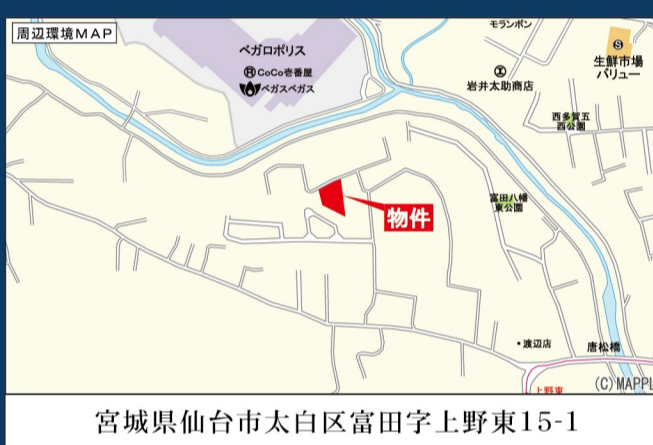 周辺環境MAP
モランボン
ベガロポリス
CoCo壱番屋
ベガスベガス
岩井太助商店
S
生鮮市場
バリュー
西多賀五
西公園
物件
富田八幡
東公園
渡辺店
唐松橋
上野東
(C)MAPPL
宮城県仙台市太白区富田字上野東15-1